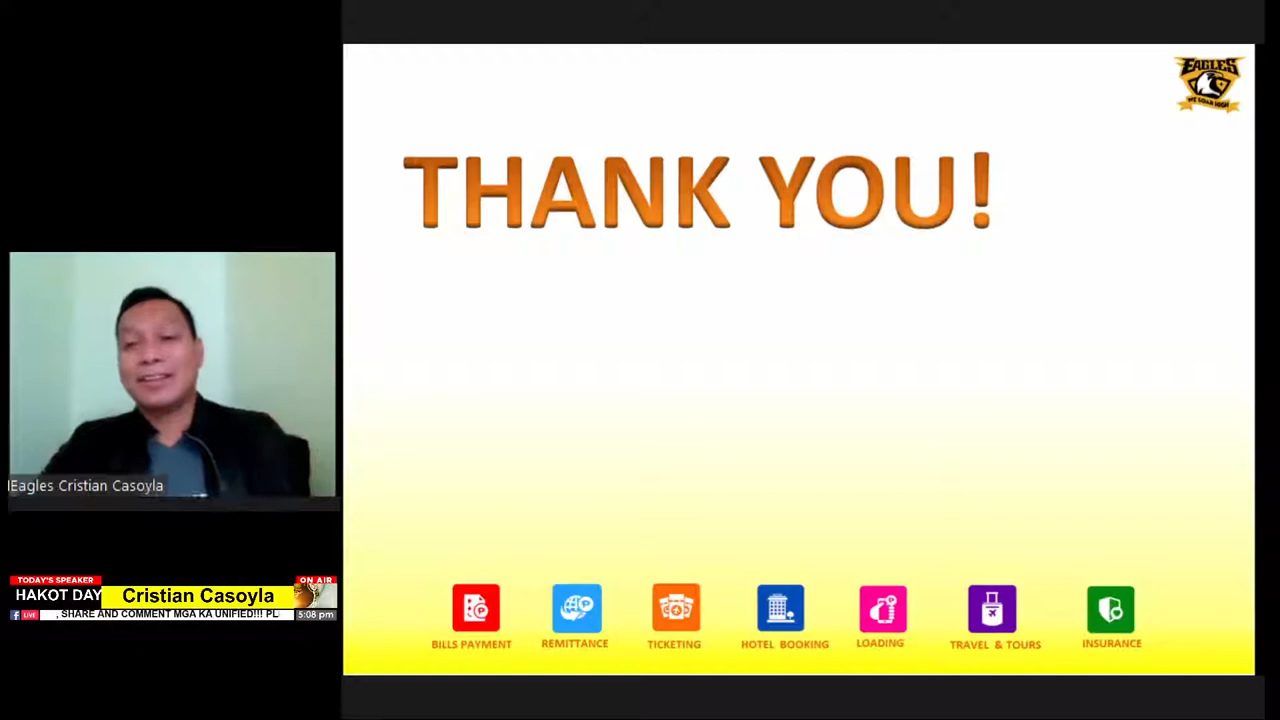 EAGLES
WE SOAR HIGH
THANK YOU!
Eagles Cristian Casoyla
TODAY'S SPEAKER
ON AIR
HAKOT DAY
Cristian Casoyla
LIVE
, SHARE AND COMMENT MGA KA UNIFIED!!! PL
5:08 pm
BILLS PAYMENT
REMITTANCE
TICKETING
HOTEL BOOKING
LOADING
TRAVEL & TOURS
INSURANCE